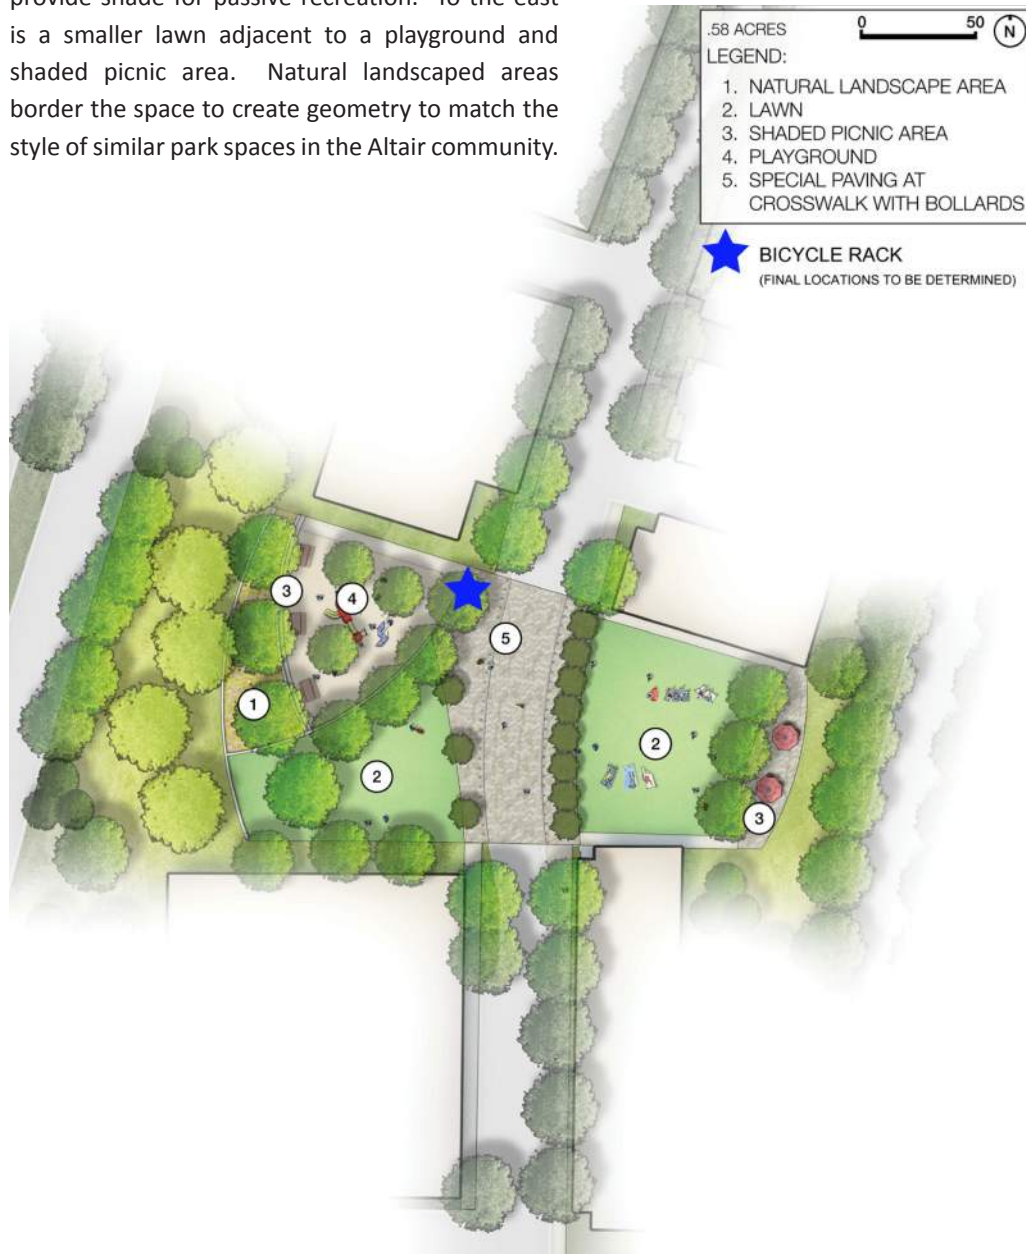 provide shade for passive recreation. To the east
is a smaller lawn adjacent to a playground and
shaded picnic area. Natural landscaped areas
border the space to create geometry to match the
style of similar park spaces in the Altair community.
.58 ACRES
0 50 N
LEGEND:
1. NATURAL LANDSCAPE AREA
2. LAWN
3. SHADED PICNIC AREA
4. PLAYGROUND
5. SPECIAL PAVING AT
CROSSWALK WITH BOLLARDS
BICYCLE RACK
(FINAL LOCATIONS TO BE DETERMINED)
3
4
5
1
2
2
3